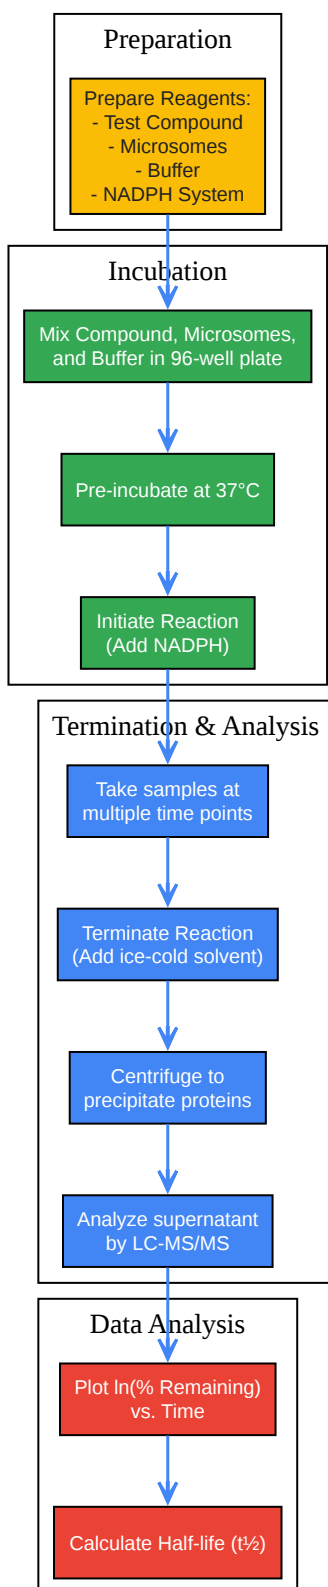 Preparation
Prepare Reagents:
- Test Compound
- Microsomes
- Buffer
- NADPH System
Incubation
Mix Compound, Microsomes,
and Buffer in 96-well plate
Pre-incubate at 37°C
Initiate Reaction
(Add NADPH)
Termination & Analysis
Take samples at
multiple time points
Terminate Reaction
(Add ice-cold solvent)
Centrifuge to
precipitate proteins
Analyze supernatant
by LC-MS/MS
Data Analysis
Plot ln(% Remaining)
vs. Time
Calculate Half-life (t½)